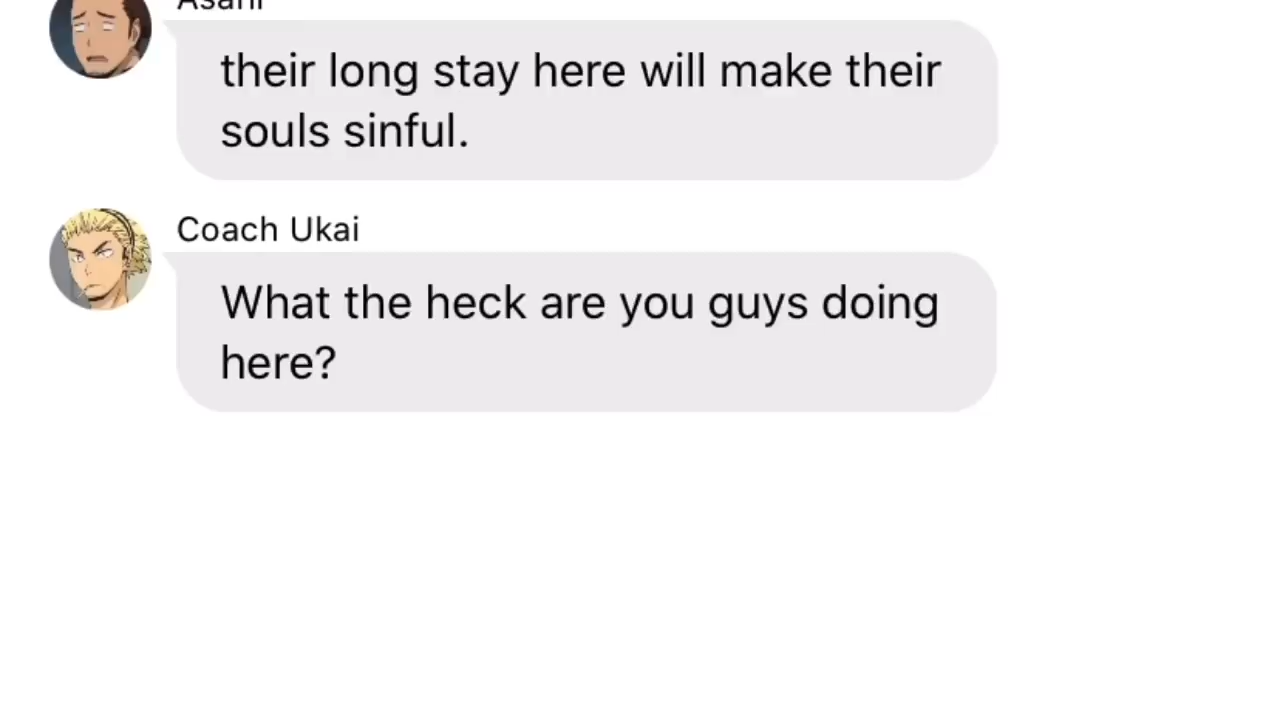 Asahi
their long stay here will make their
souls sinful.
Coach Ukai
What the heck are you guys doing
here?